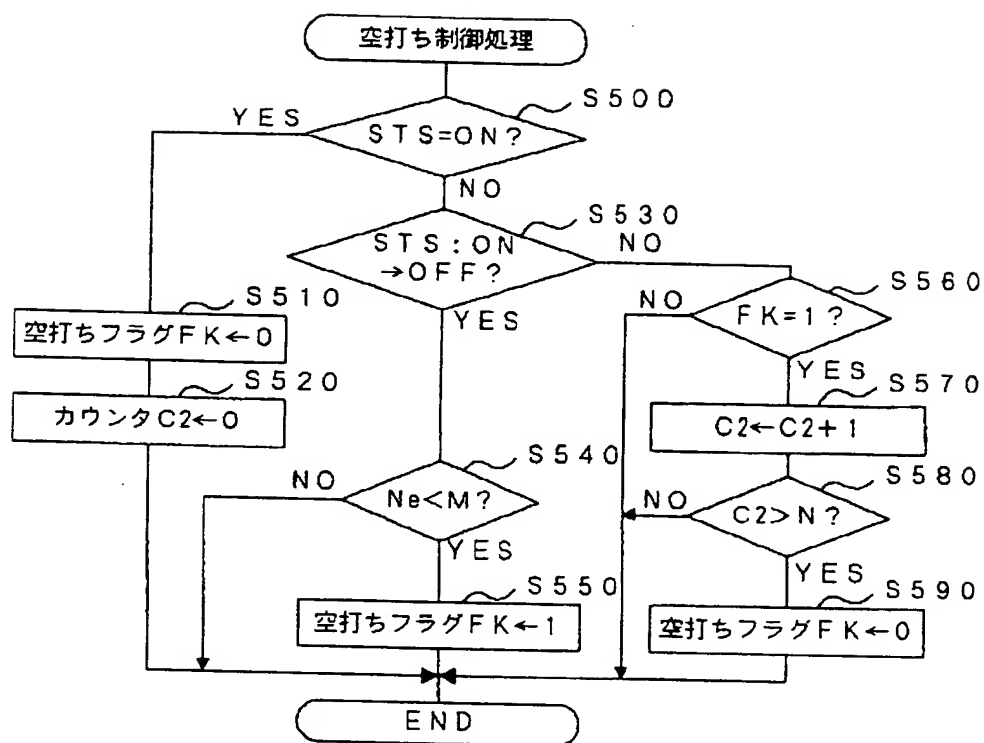 空打ち制御処理
S500
YES
STS=ON?
NO
S530
STS:ON
→OFF?
NO
YES
S510
空打ちフラグFK←0
S520
カウンタC2←0
S560
NO
FK=1?
YES
S570
C2←C2+1
S540
NO
Ne<M?
YES
S580
NO
C2>N?
YES
S550
空打ちフラグFK←1
S590
空打ちフラグFK←0
END